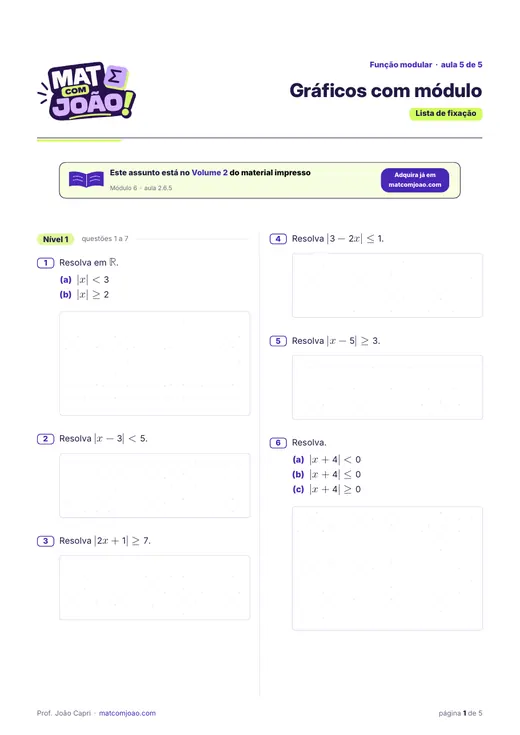 MAT Σ
COM
JOÃO!
Função modular · aula 5 de 5
Gráficos com módulo
Lista de fixação
Este assunto está no Volume 2 do material impresso
Módulo 6 · aula 2.6.5
Adquira já em
matcomjoao.com
Nível 1 questões 1 a 7
1 Resolva em ℝ.
(a) |x| < 3
(b) |x| ≥ 2
2 Resolva |x − 3| < 5.
3 Resolva |2x + 1| ≥ 7.
4 Resolva |3 − 2x| ≤ 1.
5 Resolva |x − 5| ≥ 3.
6 Resolva.
(a) |x + 4| < 0
(b) |x + 4| ≤ 0
(c) |x + 4| ≥ 0
Prof. João Capri · matcomjoao.com
página 1 de 5